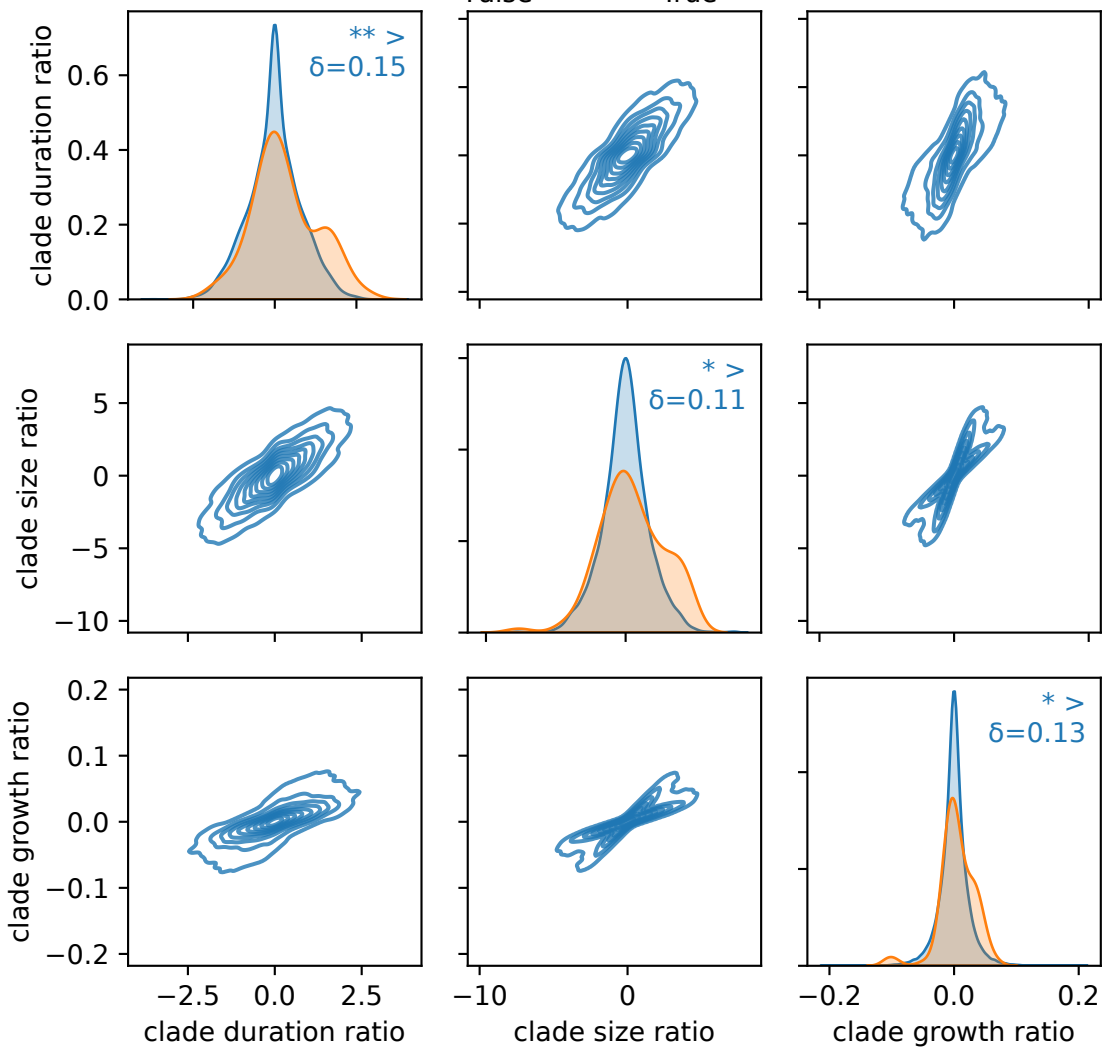 False True
clade duration ratio
0.6
0.4
0.2
0.0
** >
δ=0.15
clade size ratio
5
0
−5
−10
* >
δ=0.11
clade growth ratio
0.2
0.1
0.0
−0.1
−0.2
* >
δ=0.13
−2.5 0.0 2.5
−10 0
−0.2 0.0 0.2
clade duration ratio
clade size ratio
clade growth ratio